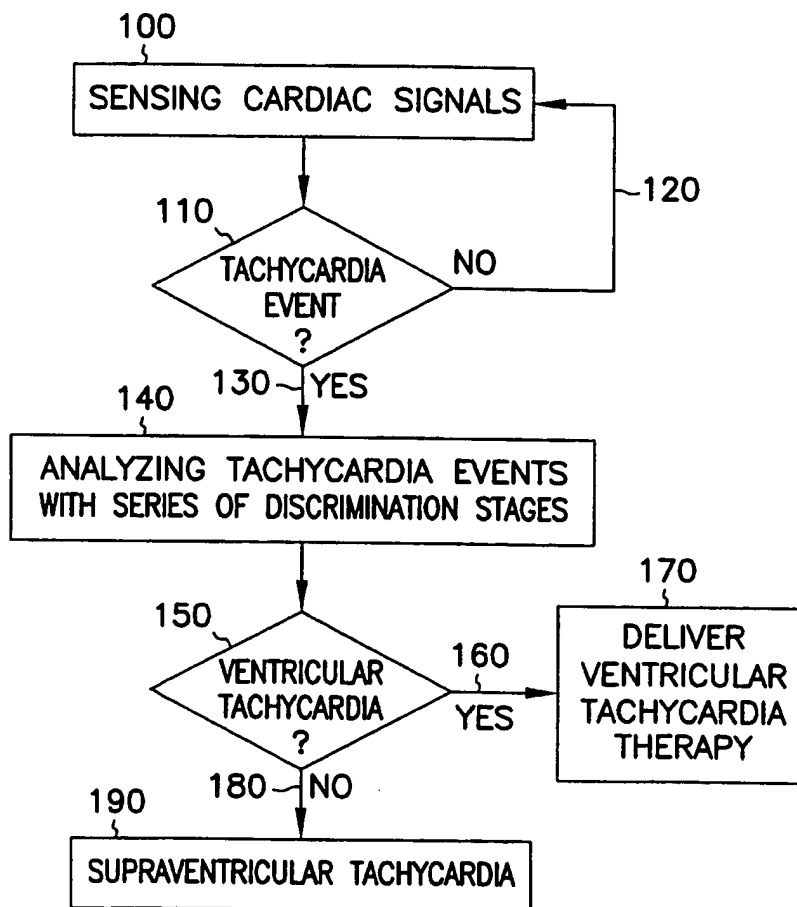 100
SENSING CARDIAC SIGNALS
120
110
TACHYCARDIA
EVENT
?
NO
130
YES
140
ANALYZING TACHYCARDIA EVENTS
WITH SERIES OF DISCRIMINATION STAGES
150
VENTRICULAR
TACHYCARDIA
?
160
YES
170
DELIVER
VENTRICULAR
TACHYCARDIA
THERAPY
180
NO
190
SUPRAVENTRICULAR TACHYCARDIA